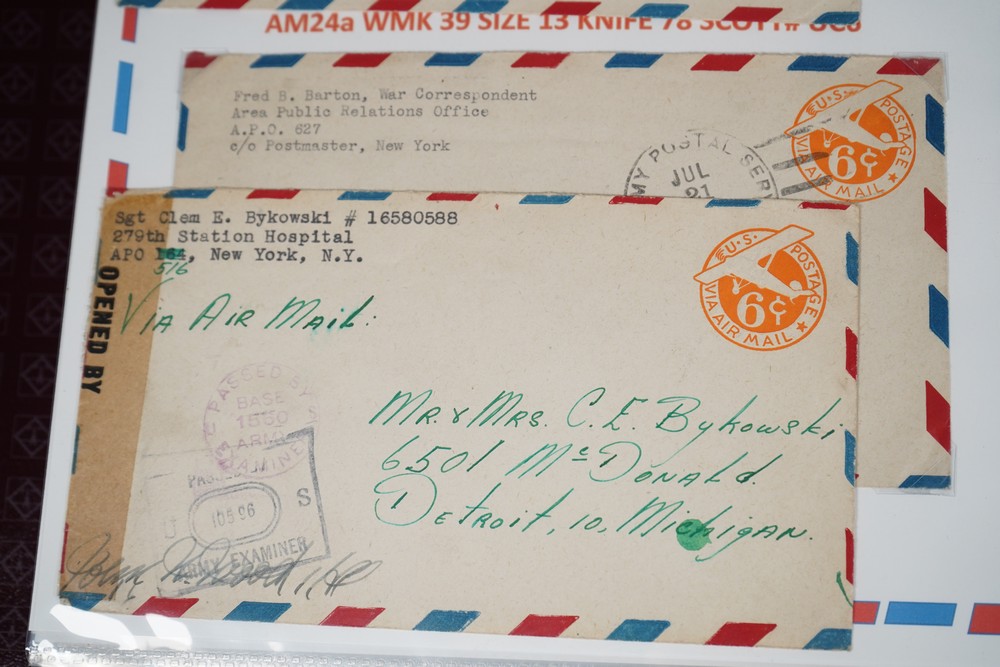 AM24a WMK 39 SIZE 13 KNIFE 78 SCOTT# UC8
Fred B. Barton, War Correspondent
Area Public Relations Office
A.P.O. 627
c/o Postmaster, New York
POSTAL SER
JUL
21
U.S. POSTAGE
6¢
VIA AIR MAIL
Sgt Clem E. Bykowski # 16580588
279th Station Hospital
APO 164, New York, N.Y.
516
Via Air Mail:
OPENED BY
U.S. POSTAGE
6¢
VIA AIR MAIL
PASSED
BASE
1550
ARMY
EXAMINER
Mr. & Mrs. C. E. Bykowski
6501 McDonald.
Detroit, 10, Michigan.
PASSED
U 10596 S
ARMY EXAMINER